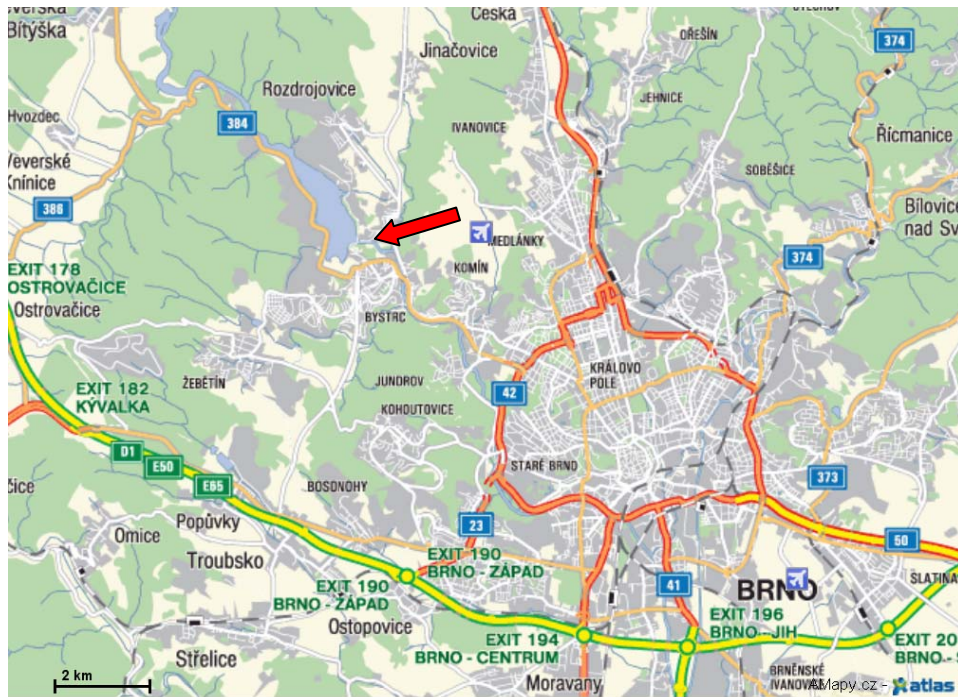 Bítýška
Česká
374
OŘEŠÍN
Jinačovice
Rozdrojovice
JEHNICE
Hvozdec
384
IVANOVICE
Řícmanice
Veverské
Knínice
SOBĚŠICE
386
Bílovice
nad Sv
MEDLÁNKY
374
KOMÍN
EXIT 178
OSTROVAČICE
Ostrovačice
BYSTRC
KRÁLOVO
POLE
ŽEBĚTÍN
JUNDROV
42
EXIT 182
KÝVALKA
KOHOUTOVICE
D1
E50
E65
STARÉ BRNO
373
BOSONOHY
Popůvky
23
Omice
Troubsko
50
EXIT 190
BRNO - ZÁPAD
EXIT 190
BRNO - ZÁPAD
41
BRNO
SLATINA
Ostopovice
EXIT 196
BRNO - JIH
EXIT 194
BRNO - CENTRUM
EXIT 20
BRNO - S
Střelice
2 km
Moravany
BRNĚNSKÉ
IVANOVICE
AMapy.cz - atlas